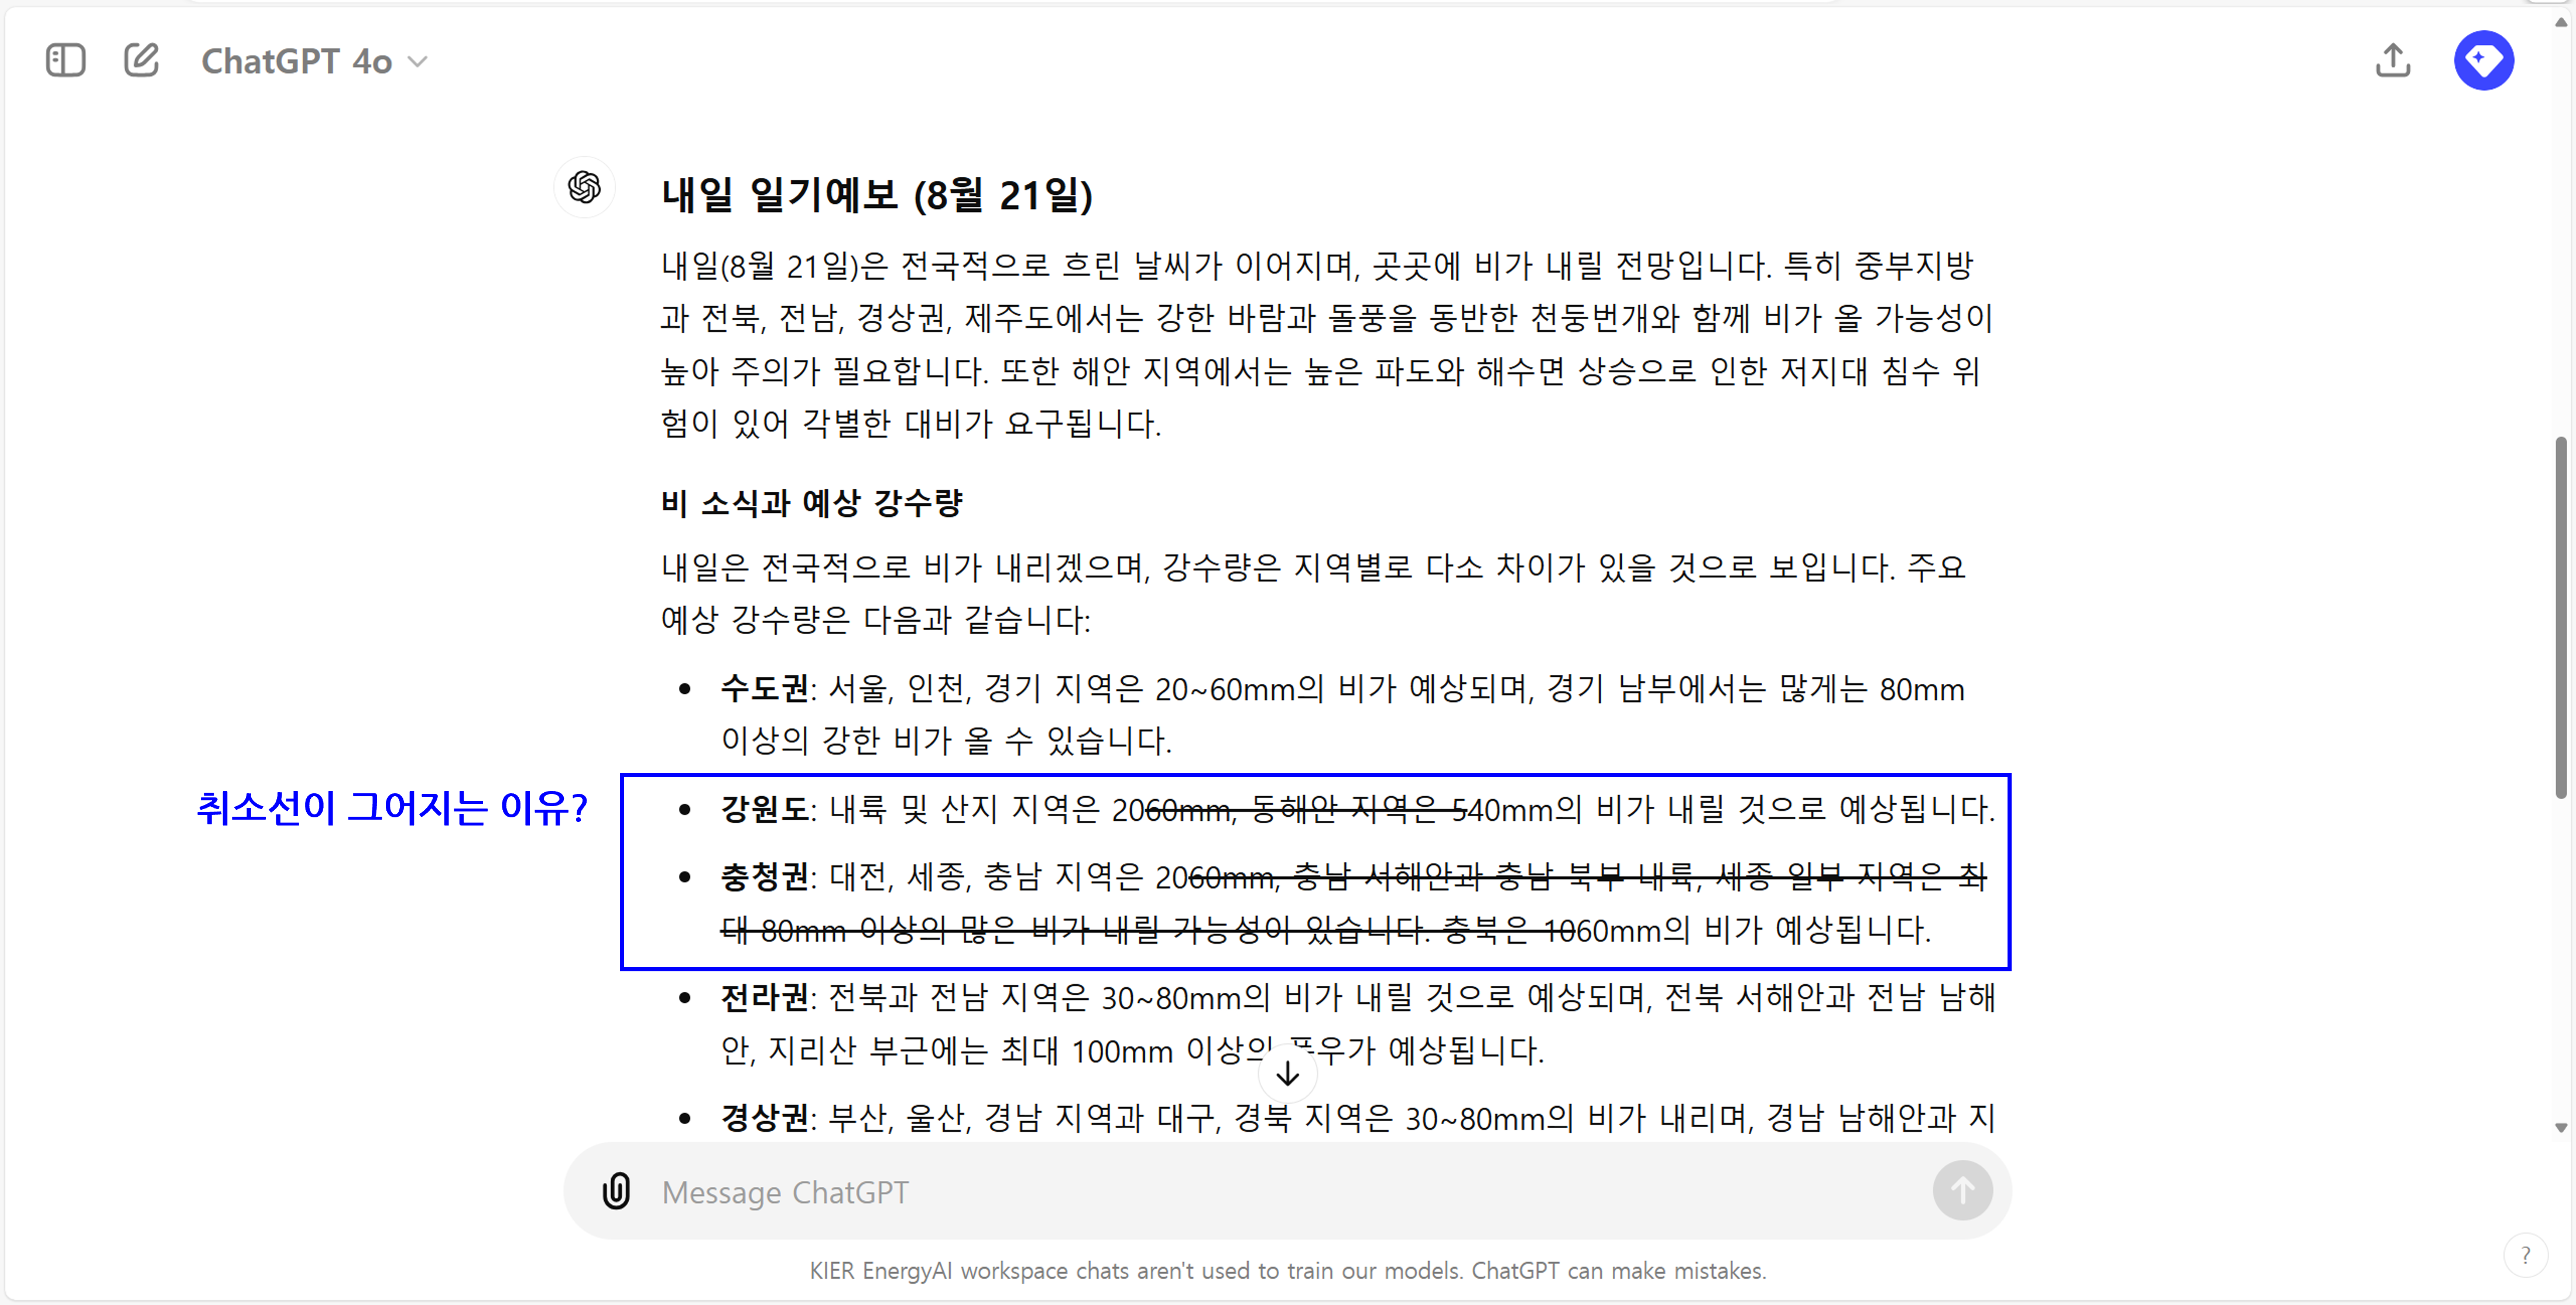 ChatGPT 4o
내일 일기예보 (8월 21일)
내일(8월 21일)은 전국적으로 흐린 날씨가 이어지며, 곳곳에 비가 내릴 전망입니다. 특히 중부지방
과 전북, 전남, 경상권, 제주도에서는 강한 바람과 돌풍을 동반한 천둥번개와 함께 비가 올 가능성이
높아 주의가 필요합니다. 또한 해안 지역에서는 높은 파도와 해수면 상승으로 인한 저지대 침수 위
험이 있어 각별한 대비가 요구됩니다.
비 소식과 예상 강수량
내일은 전국적으로 비가 내리겠으며, 강수량은 지역별로 다소 차이가 있을 것으로 보입니다. 주요
예상 강수량은 다음과 같습니다:
• 수도권: 서울, 인천, 경기 지역은 20~60mm의 비가 예상되며, 경기 남부에서는 많게는 80mm
이상의 강한 비가 올 수 있습니다.
취소선이 그어지는 이유?
• 강원도: 내륙 및 산지 지역은 2060mm, 동해안 지역은 540mm의 비가 내릴 것으로 예상됩니다.
• 충청권: 대전, 세종, 충남 지역은 2060mm, 충남 서해안과 충남 북부 내륙, 세종 일부 지역은 최
대 80mm 이상의 많은 비가 내릴 가능성이 있습니다. 충북은 1060mm의 비가 예상됩니다.
• 전라권: 전북과 전남 지역은 30~80mm의 비가 내릴 것으로 예상되며, 전북 서해안과 전남 남해
안, 지리산 부근에는 최대 100mm 이상의 폭우가 예상됩니다.
• 경상권: 부산, 울산, 경남 지역과 대구, 경북 지역은 30~80mm의 비가 내리며, 경남 남해안과 지
Message ChatGPT
KIER EnergyAI workspace chats aren't used to train our models. ChatGPT can make mistakes.
?